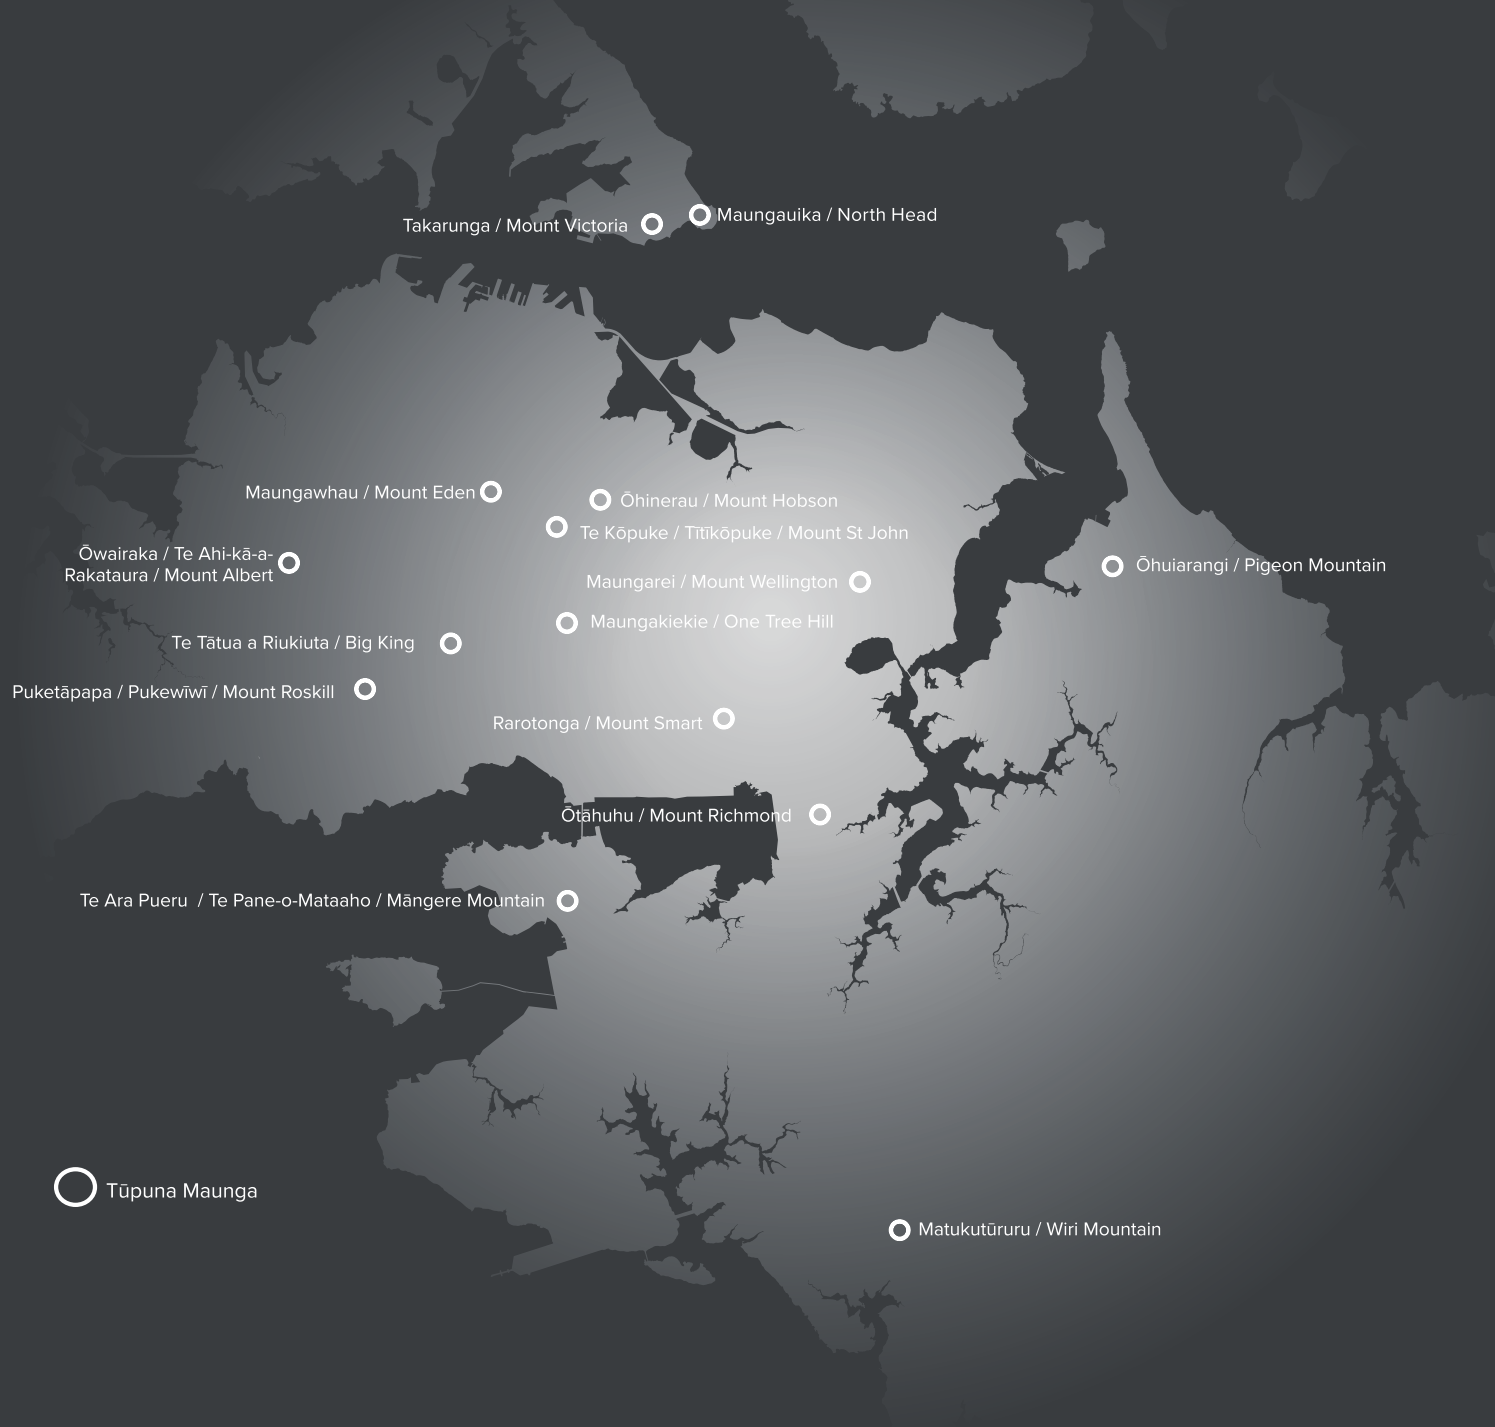 Maungauika / North Head
Takarunga / Mount Victoria
Maungawhau / Mount Eden
Ōhinerau / Mount Hobson
Te Kōpuke / Tītīkōpuke / Mount St John
Ōwairaka / Te Ahi-kā-a-
Rakataura / Mount Albert
Ōhuiarangi / Pigeon Mountain
Maungarei / Mount Wellington
Maungakiekie / One Tree Hill
Te Tātua a Riukiuta / Big King
Puketāpapa / Pukewīwī / Mount Roskill
Rarotonga / Mount Smart
Ōtāhuhu / Mount Richmond
Te Ara Pueru / Te Pane-o-Mataaho / Māngere Mountain
Tūpuna Maunga
Matukutūruru / Wiri Mountain